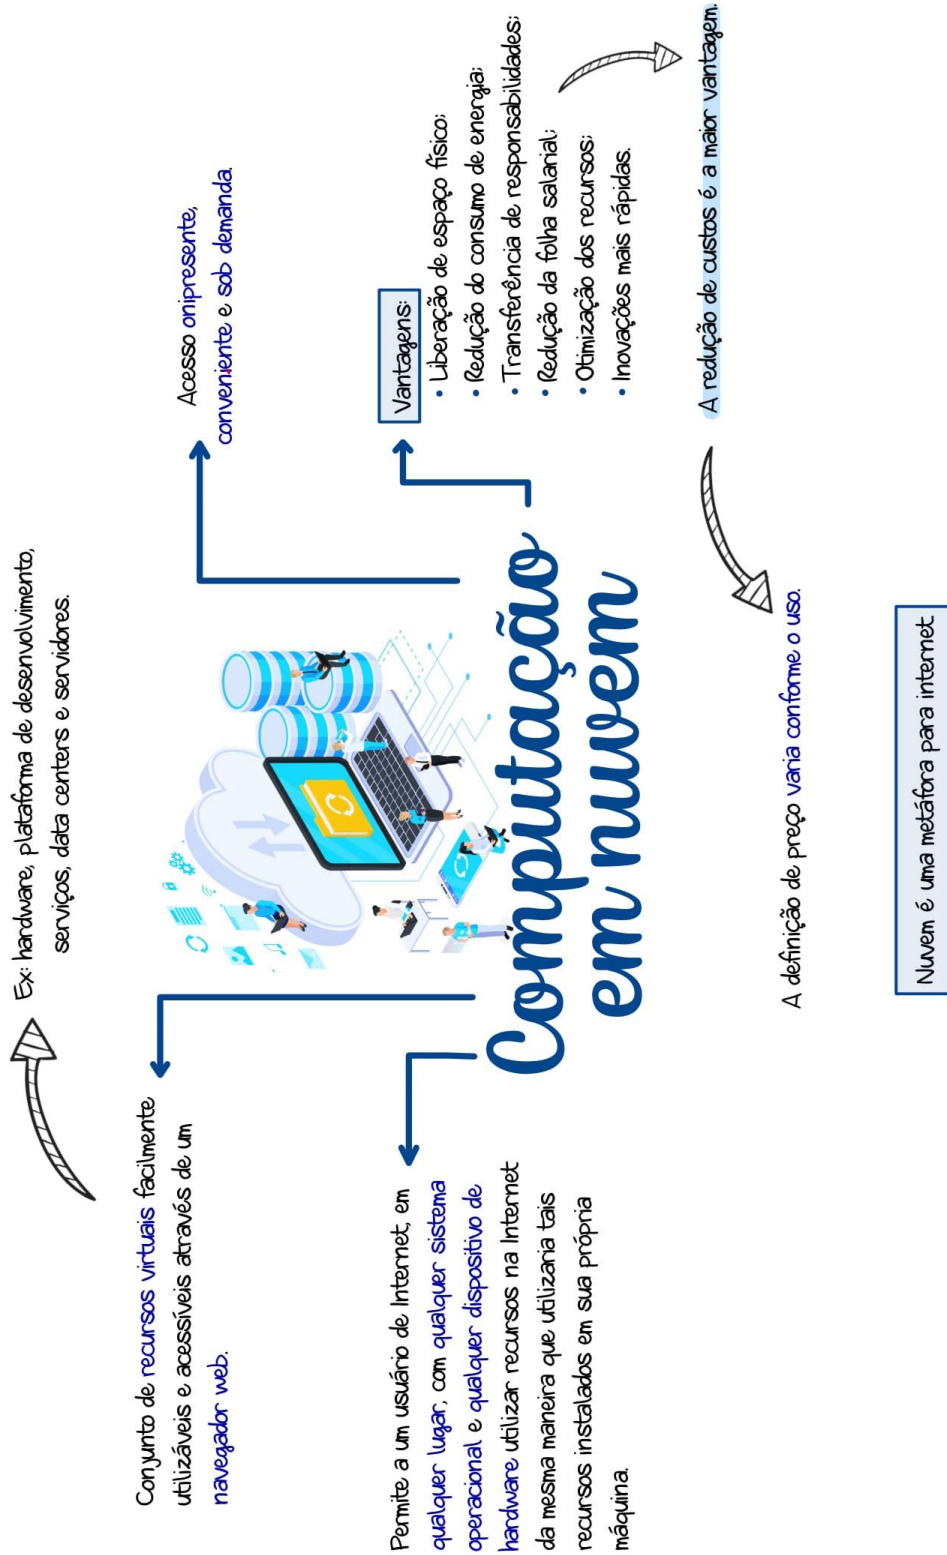 Ex: hardware, plataforma de desenvolvimento,
serviços, data centers e servidores.
Conjunto de recursos virtuais facilmente
utilizáveis e acessíveis através de um
navegador web.
Acesso onipresente,
conveniente e sob demanda.
Permite a um usuário de Internet, em
qualquer lugar, com qualquer sistema
operacional e qualquer dispositivo de
hardware utilizar recursos na Internet
da mesma maneira que utilizaria tais
recursos instalados em sua própria
máquina.
Computação
em nuvem
Vantagens:
• Liberação de espaço físico;
• Redução do consumo de energia;
• Transferência de responsabilidades;
• Redução da folha salarial;
• Otimização dos recursos;
• Inovações mais rápidas.
A redução de custos é a maior vantagem.
A definição de preço varia conforme o uso.
Nuvem é uma metáfora para internet